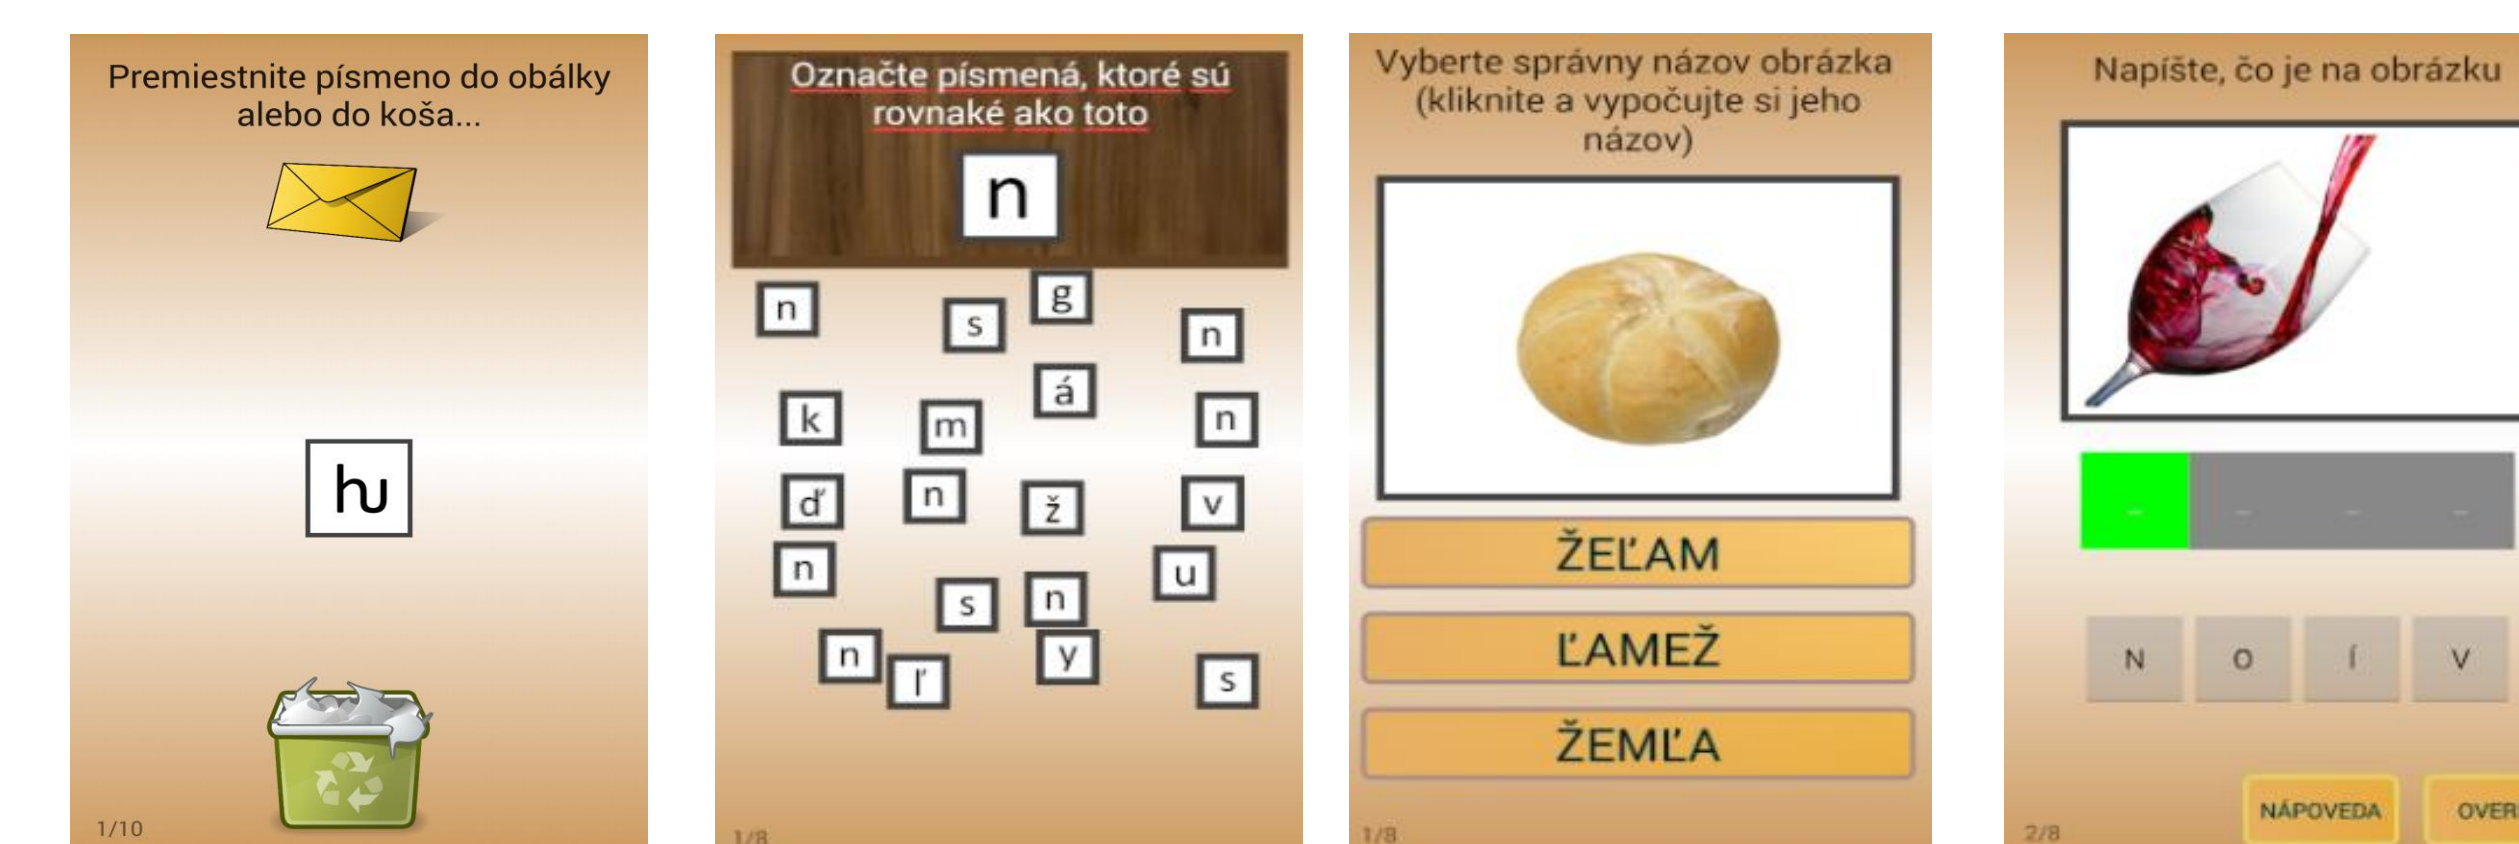 Premiestnite písmeno do obálky
alebo do koša...
ƕ
1/10
Označte písmená, ktoré sú
rovnaké ako toto
n
n
s
g
n
k
m
á
n
ď
n
ž
v
n
s
n
u
n
ľ
y
s
1/8
Vyberte správny názov obrázka
(kliknite a vypočujte si jeho
názov)
ŽEĽAM
ĽAMEŽ
ŽEMĽA
1/8
Napíšte, čo je na obrázku
_ _ _ _
N O Í V
NÁPOVEDA OVER
2/8